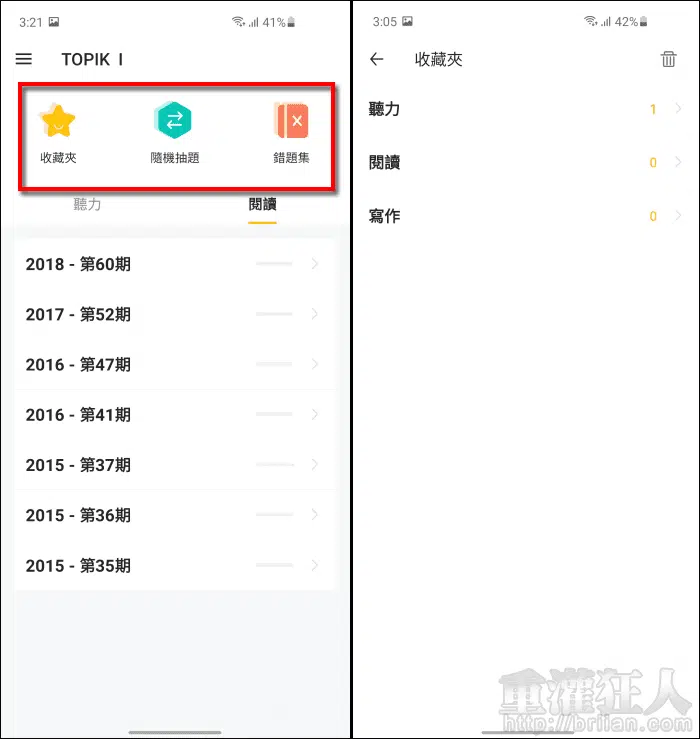 3:21
41%
TOPIK I
收藏夾
隨機抽題
錯題集
聽力
閱讀
2018 - 第60期
2017 - 第52期
2016 - 第47期
2016 - 第41期
2015 - 第37期
2015 - 第36期
2015 - 第35期
3:05
42%
收藏夾
聽力 1
閱讀 0
寫作 0
重灌狂人
http://briian.com